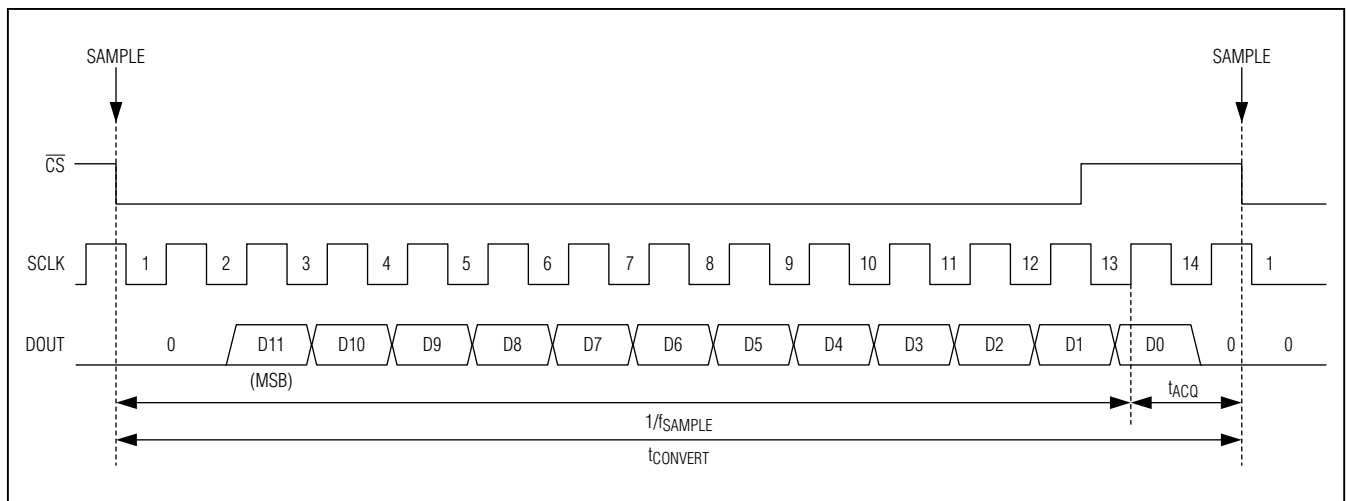 SAMPLE SAMPLE
CS
SCLK 1 2 3 4 5 6 7 8 9 10 11 12 13 14 1
DOUT 0 D11 D10 D9 D8 D7 D6 D5 D4 D3 D2 D1 D0 0 0
(MSB)
tACQ
1/fSAMPLE
tCONVERT